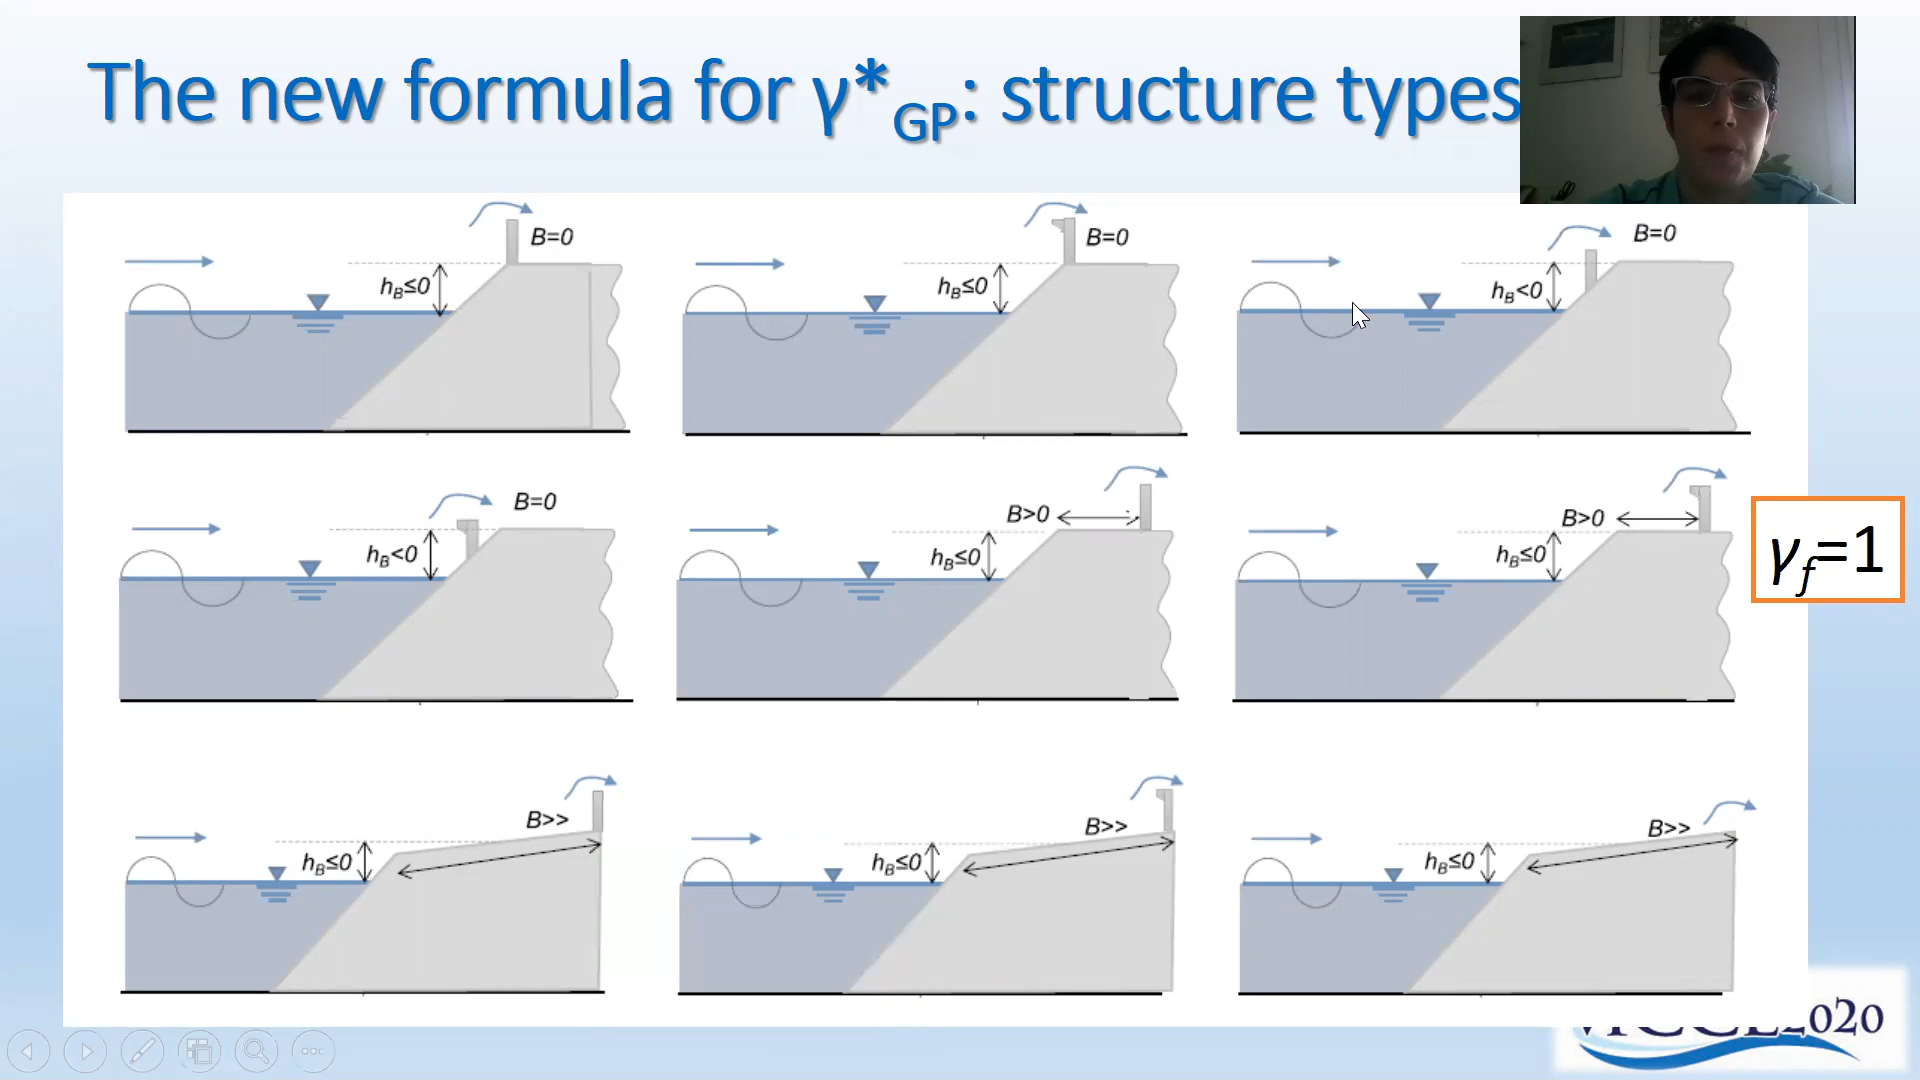 The new formula for γ*GP: structure types
B=0
hB≤0
B=0
hB≤0
B=0
hB<0
B=0
hB<0
B>0
hB≤0
B>0
hB≤0
γf=1
B>>
hB≤0
B>>
hB≤0
B>>
hB≤0
2020